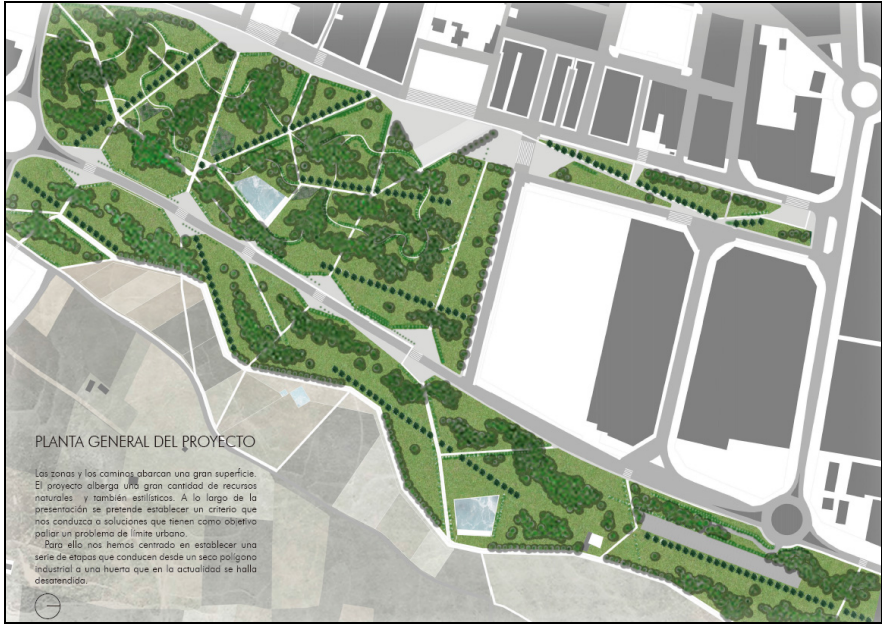 PLANTA GENERAL DEL PROYECTO
Las zonas y los caminos abarcan una gran superficie.
El proyecto alberga una gran cantidad de recursos
naturales y también estilísticos. A lo largo de la
presentación se pretende establecer un criterio que
nos conduzca a soluciones que tienen como objetivo
paliar un problema de límite urbano.
Para ello nos hemos centrado en establecer una
serie de etapas que conducen desde un seco polígono
industrial a una huerta que en la actualidad se halla
desatendida.